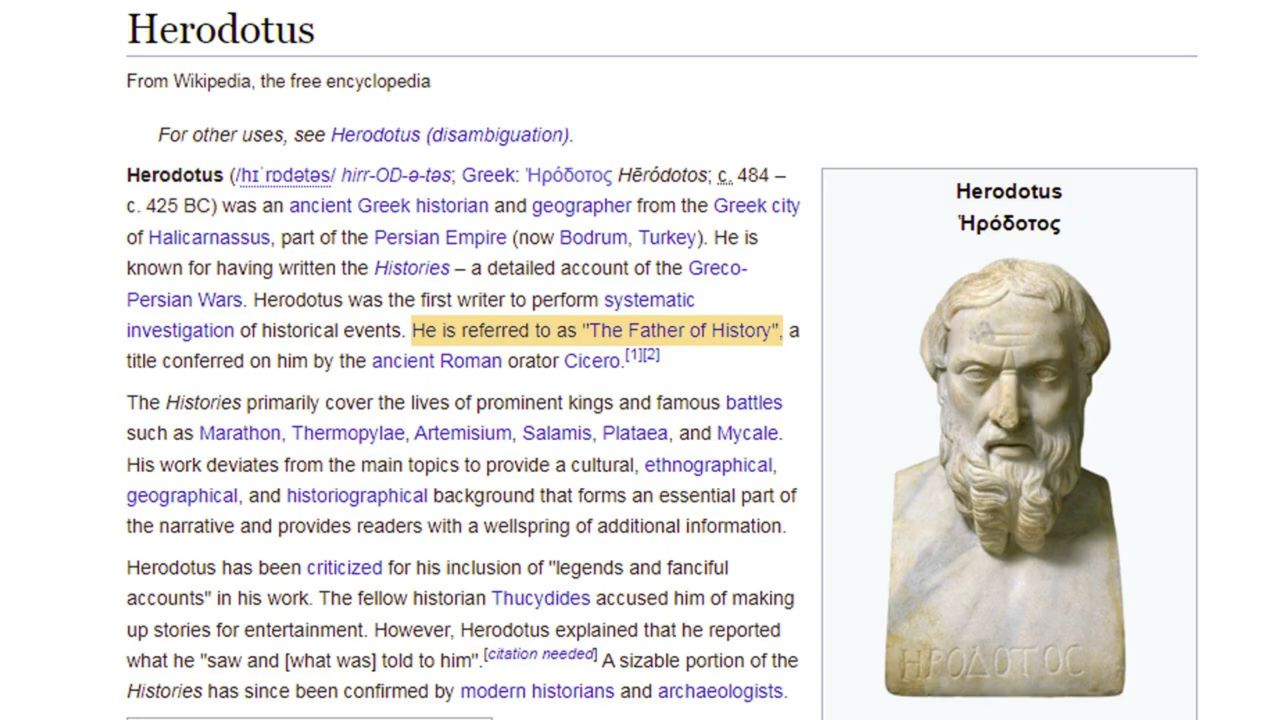 Herodotus
From Wikipedia, the free encyclopedia
For other uses, see Herodotus (disambiguation).
Herodotus (/hɪˈrɒdətəs/ hirr-OD-ə-təs; Greek: Ἡρόδοτος Hēródotos; c. 484 –
c. 425 BC) was an ancient Greek historian and geographer from the Greek city
of Halicarnassus, part of the Persian Empire (now Bodrum, Turkey). He is
known for having written the Histories – a detailed account of the Greco-
Persian Wars. Herodotus was the first writer to perform systematic
investigation of historical events. He is referred to as "The Father of History", a
title conferred on him by the ancient Roman orator Cicero.[1][2]
The Histories primarily cover the lives of prominent kings and famous battles
such as Marathon, Thermopylae, Artemisium, Salamis, Plataea, and Mycale.
His work deviates from the main topics to provide a cultural, ethnographical,
geographical, and historiographical background that forms an essential part of
the narrative and provides readers with a wellspring of additional information.
Herodotus has been criticized for his inclusion of "legends and fanciful
accounts" in his work. The fellow historian Thucydides accused him of making
up stories for entertainment. However, Herodotus explained that he reported
what he "saw and [what was] told to him".[citation needed] A sizable portion of the
Histories has since been confirmed by modern historians and archaeologists.
Herodotus
Ἡρόδοτος
ΗΡΟΔΟΤΟC